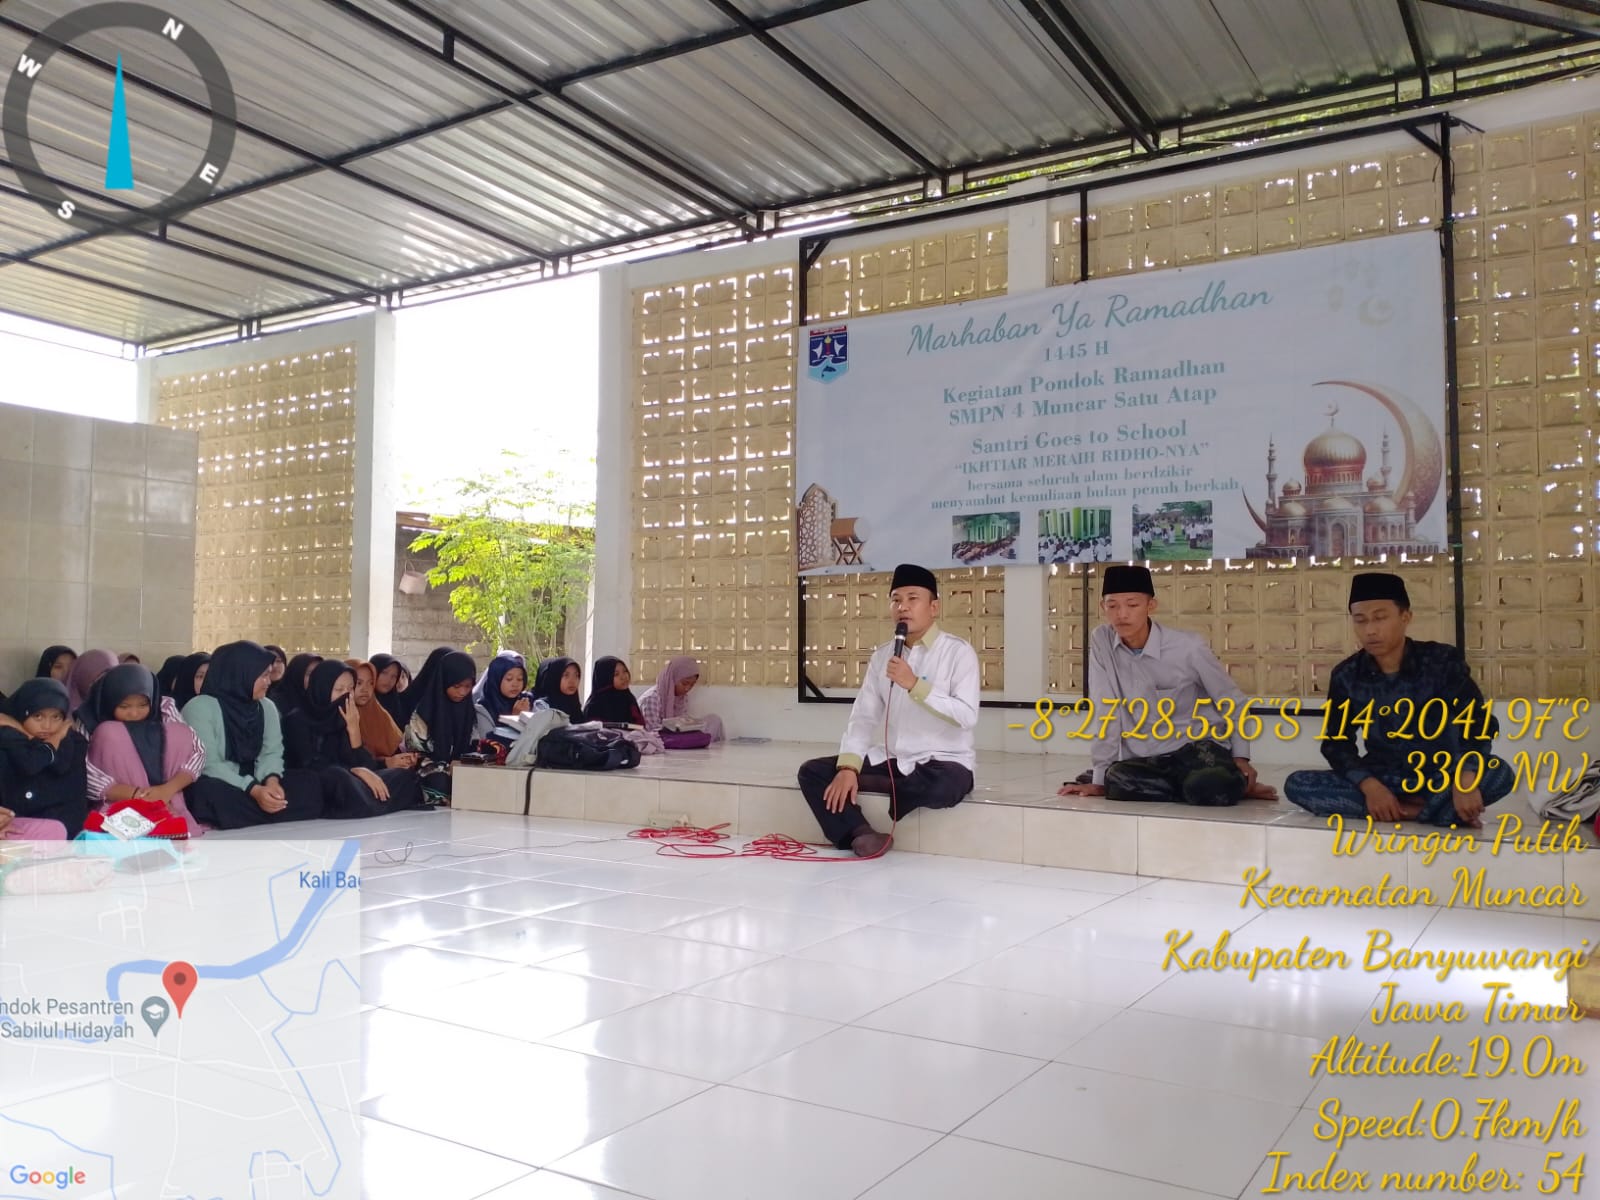 N
W
E
S
Marhaban Ya Ramadhan
1445 H
Kegiatan Pondok Ramadhan
SMPN 4 Muncar Satu Atap
Santri Goes to School
"IKHTIAR MERAIH RIDHO-NYA"
bersama seluruh alam berdzikir
menyambut kemuliaan bulan penuh berkah
-8°27'28,536"S 114°20'41,97"E
330° NW
Wringin Putih
Kecamatan Muncar
Kabupaten Banyuwangi
Jawa Timur
Altitude:19.0m
Speed:0.7km/h
Index number: 54
Kali Ba
ndok Pesantren
Sabilul Hidayah
Google